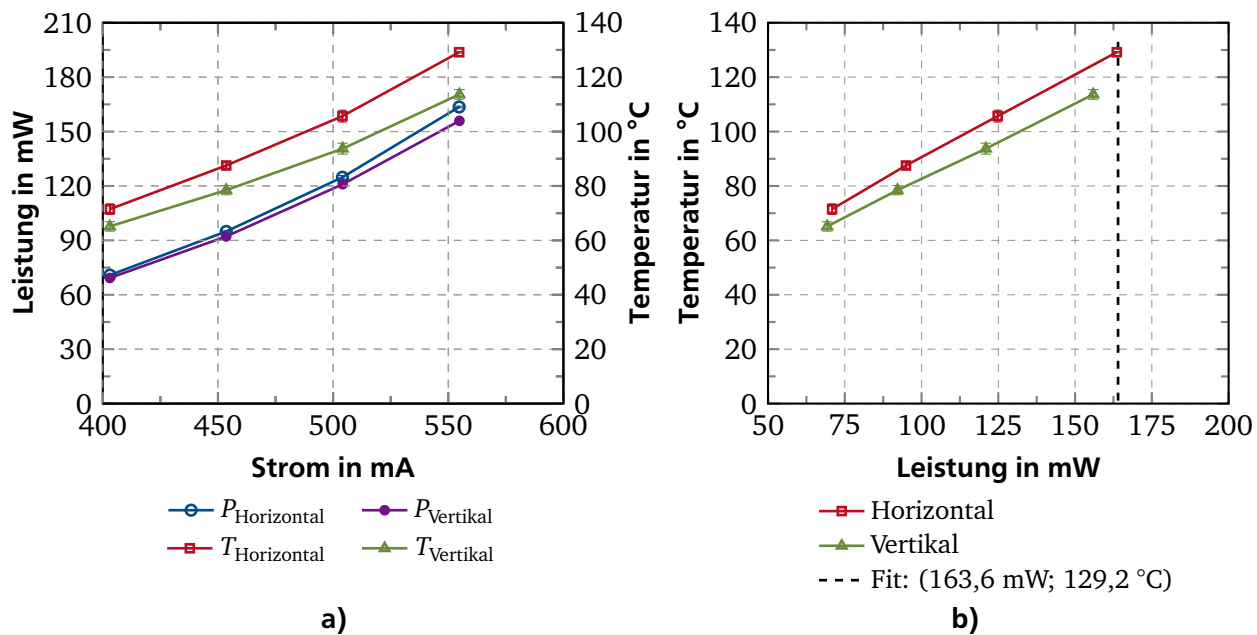 210
180
150
120
90
60
30
0
Leistung in mW
140
120
100
80
60
40
20
0
Temperatur in °C
400
450
500
550
600
Strom in mA
P_Horizontal
P_Vertikal
T_Horizontal
T_Vertikal
a)
140
120
100
80
60
40
20
0
Temperatur in °C
50
75
100
125
150
175
200
Leistung in mW
Horizontal
Vertikal
Fit: (163,6 mW; 129,2 °C)
b)